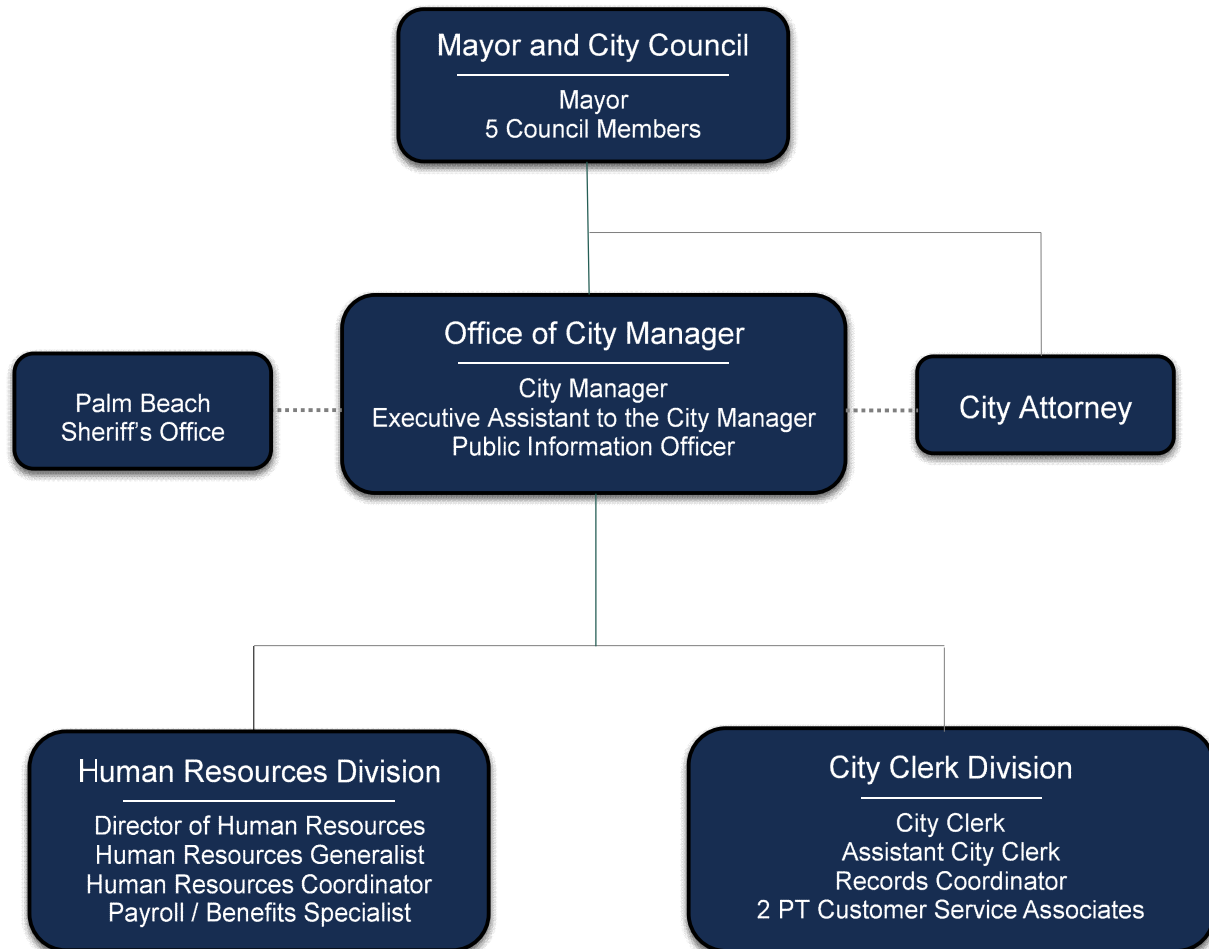 Mayor and City Council
Mayor
5 Council Members
Office of City Manager
City Manager
Executive Assistant to the City Manager
Public Information Officer
Palm Beach
Sheriff's Office
City Attorney
Human Resources Division
Director of Human Resources
Human Resources Generalist
Human Resources Coordinator
Payroll / Benefits Specialist
City Clerk Division
City Clerk
Assistant City Clerk
Records Coordinator
2 PT Customer Service Associates